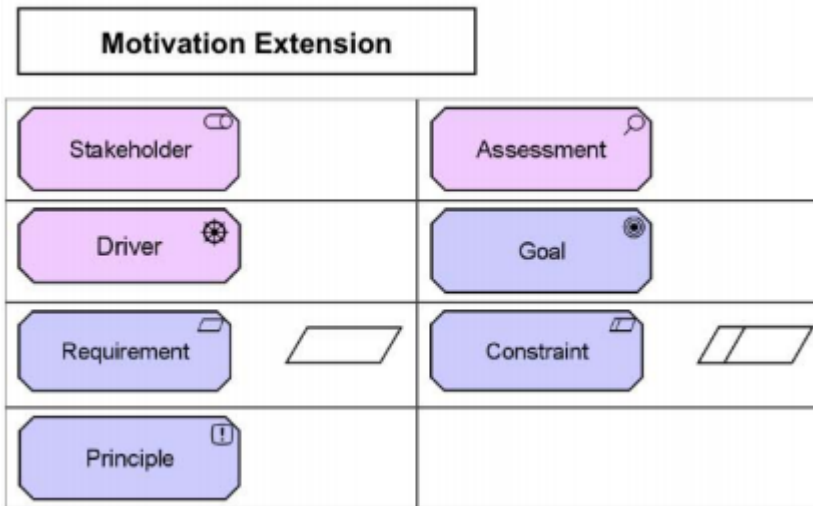 Motivation Extension
Stakeholder
Assessment
Driver
Goal
Requirement
Constraint
Principle